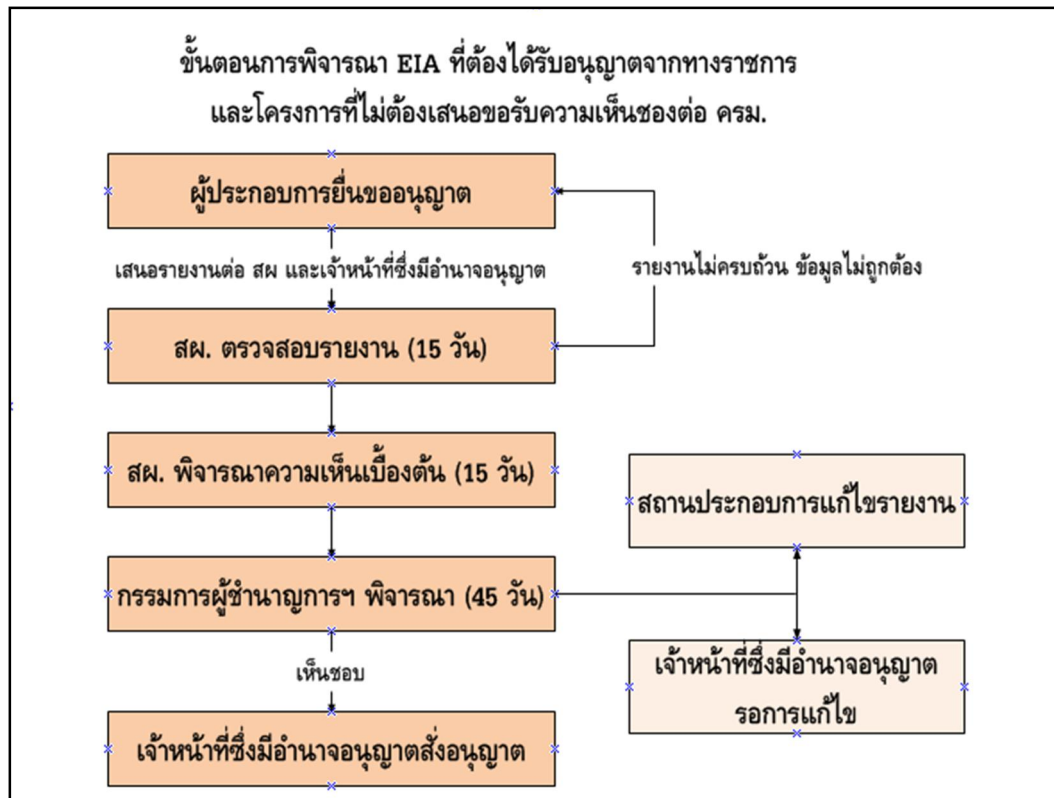 ขั้นตอนการพิจารณา EIA ที่ต้องได้รับอนุญาตจากทางราชการ
และโครงการที่ไม่ต้องเสนอขอรับความเห็นชองต่อ ครม.
ผู้ประกอบการยื่นขออนุญาต
เสนอรายงานต่อ สผ และเจ้าหน้าที่ซึ่งมีอำนาจอนุญาต
รายงานไม่ครบถ้วน ข้อมูลไม่ถูกต้อง
สผ. ตรวจสอบรายงาน (15 วัน)
สผ. พิจารณาความเห็นเบื้องต้น (15 วัน)
สถานประกอบการแก้ไขรายงาน
กรรมการผู้ชำนาญการฯ พิจารณา (45 วัน)
เห็นชอบ
เจ้าหน้าที่ซึ่งมีอำนาจอนุญาต
รอการแก้ไข
เจ้าหน้าที่ซึ่งมีอำนาจอนุญาตสั่งอนุญาต